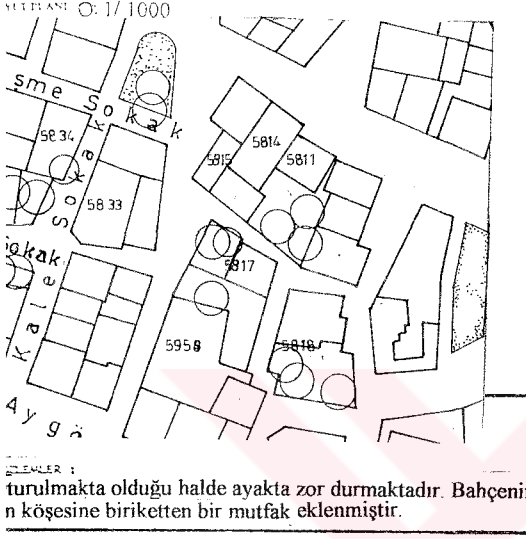 Ö: 1/1000
şme Sokak
5834
5815
5814
5811
5833
Sokak
okak
Kale
5817
5958
5818
Aygö
turulmakta olduğu halde ayakta zor durmaktadır. Bahçenin
n köşesine biriketten bir mutfak eklenmiştir.